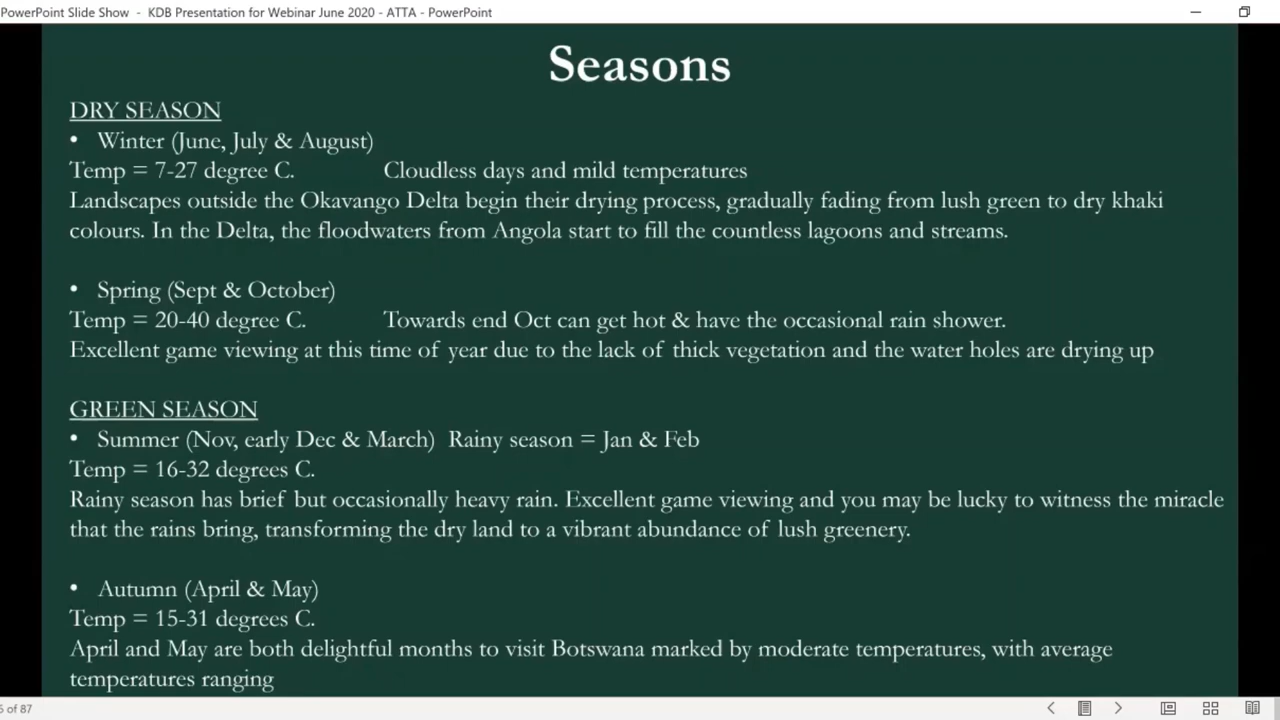 PowerPoint Slide Show - KDB Presentation for Webinar June 2020 - ATTA - PowerPoint
Seasons
DRY SEASON
• Winter (June, July & August)
Temp = 7-27 degree C. Cloudless days and mild temperatures
Landscapes outside the Okavango Delta begin their drying process, gradually fading from lush green to dry khaki
colours. In the Delta, the floodwaters from Angola start to fill the countless lagoons and streams.
• Spring (Sept & October)
Temp = 20-40 degree C. Towards end Oct can get hot & have the occasional rain shower.
Excellent game viewing at this time of year due to the lack of thick vegetation and the water holes are drying up
GREEN SEASON
• Summer (Nov, early Dec & March) Rainy season = Jan & Feb
Temp = 16-32 degrees C.
Rainy season has brief but occasionally heavy rain. Excellent game viewing and you may be lucky to witness the miracle
that the rains bring, transforming the dry land to a vibrant abundance of lush greenery.
• Autumn (April & May)
Temp = 15-31 degrees C.
April and May are both delightful months to visit Botswana marked by moderate temperatures, with average
temperatures ranging
of 87